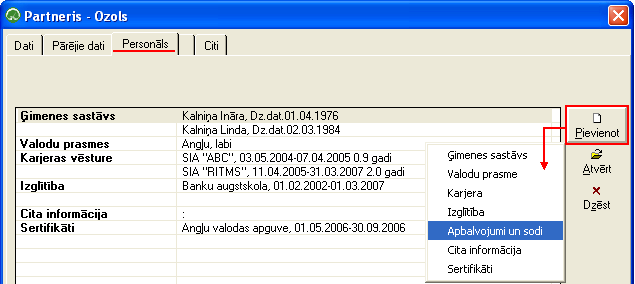 Partneris - Ozols
Dati Pārējie dati Personāls Citi
Ģimenes sastāvs Kalniņa Ināra, Dz.dat.01.04.1976
Kalniņa Linda, Dz.dat.02.03.1984
Valodu prasmes Angļu, labi
Karjeras vēsture SIA "ABC", 03.05.2004-07.04.2005 0.9 gadi
SIA "RITMS", 11.04.2005-31.03.2007 2.0 gadi
Izglītība Banku augstskola, 01.02.2002-01.03.2007
Cita informācija :
Sertifikāti Angļu valodas apguve, 01.05.2006-30.09.2006
Pievienot
Atvērt
Dzēst
Ģimenes sastāvs
Valodu prasme
Karjera
Izglītība
Apbalvojumi un sodi
Cita informācija
Sertifikāti